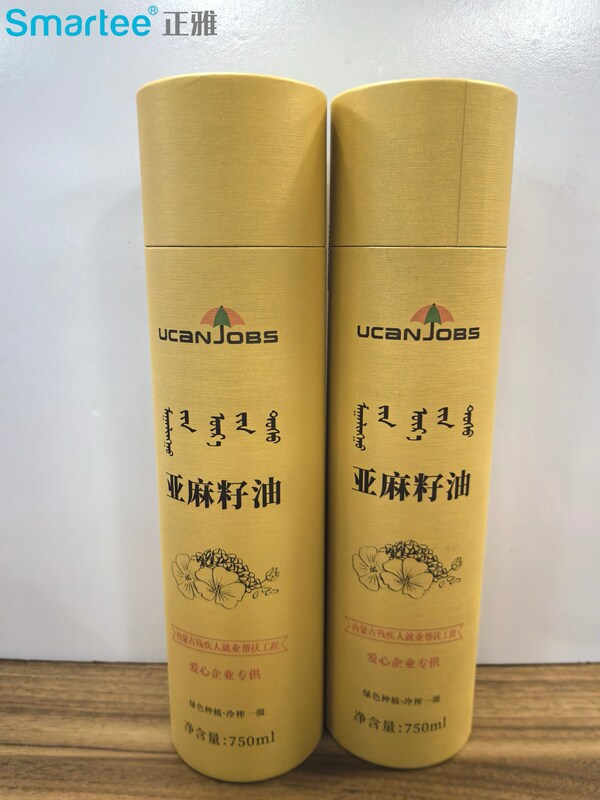 Smartee® 正雅
UCANJOBS
亚麻籽油
内蒙古残疾人就业帮扶工程
爱心企业专供
绿色种植·冷榨一级
净含量:750ml
UCANJOBS
亚麻籽油
内蒙古残疾人就业帮扶工程
爱心企业专供
绿色种植·冷榨一级
净含量:750ml